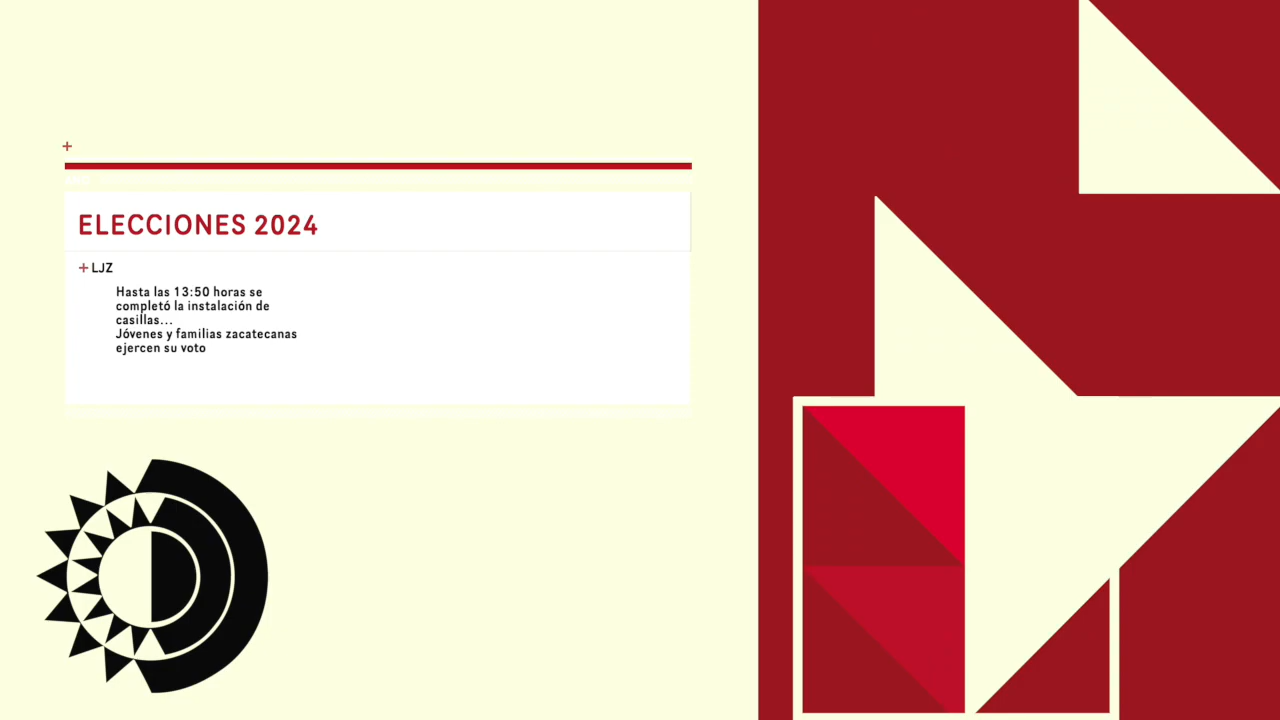 ELECCIONES 2024
+ LJZ
Hasta las 13:50 horas se
completó la instalación de
casillas...
Jóvenes y familias zacatecanas
ejercen su voto